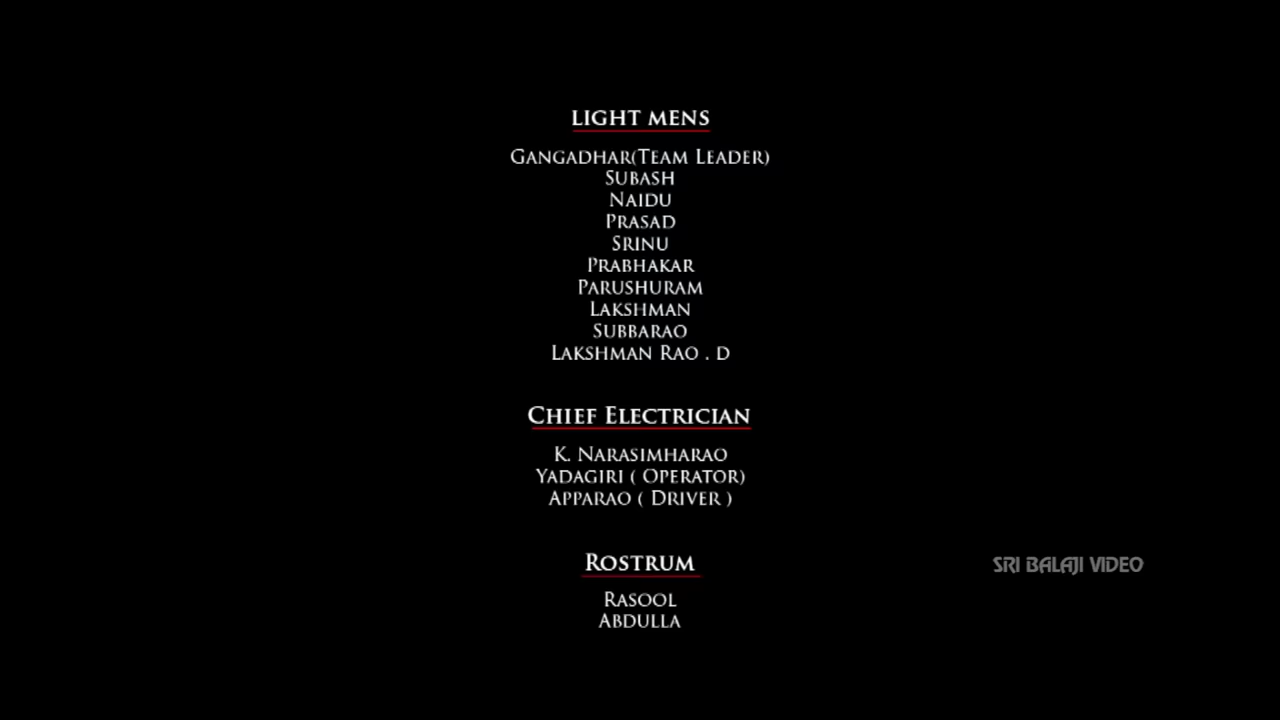 LIGHT MENS
GANGADHAR(TEAM LEADER)
SUBASH
NAIDU
PRASAD
SRINU
PRABHAKAR
PARUSHURAM
LAKSHMAN
SUBBARAO
LAKSHMAN RAO . D
CHIEF ELECTRICIAN
K. NARASIMHARAO
YADAGIRI ( OPERATOR)
APPARAO ( DRIVER )
ROSTRUM
SRI BALAJI VIDEO
RASOOL
ABDULLA